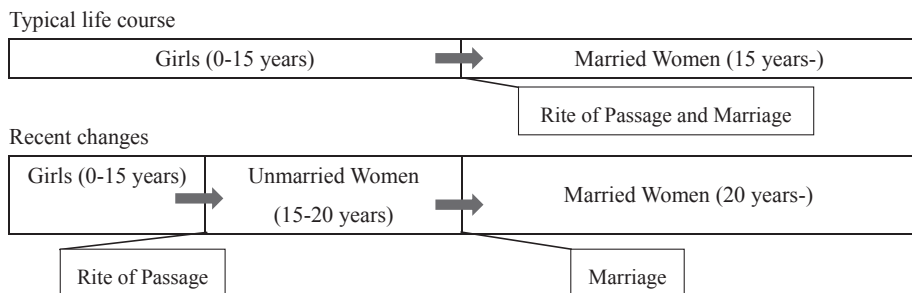 Typical life course
Girls (0-15 years)
Married Women (15 years-)
Rite of Passage and Marriage
Recent changes
Girls (0-15 years)
Unmarried Women
(15-20 years)
Married Women (20 years-)
Rite of Passage
Marriage